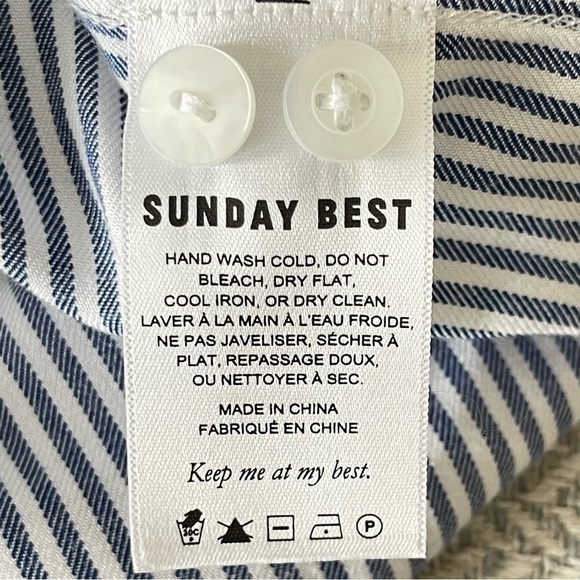 SUNDAY BEST
HAND WASH COLD, DO NOT
BLEACH, DRY FLAT,
COOL IRON, OR DRY CLEAN.
LAVER À LA MAIN À L'EAU FROIDE,
NE PAS JAVELISER, SÉCHER À
PLAT, REPASSAGE DOUX,
OU NETTOYER À SEC.
MADE IN CHINA
FABRIQUÉ EN CHINE
Keep me at my best.
30C P